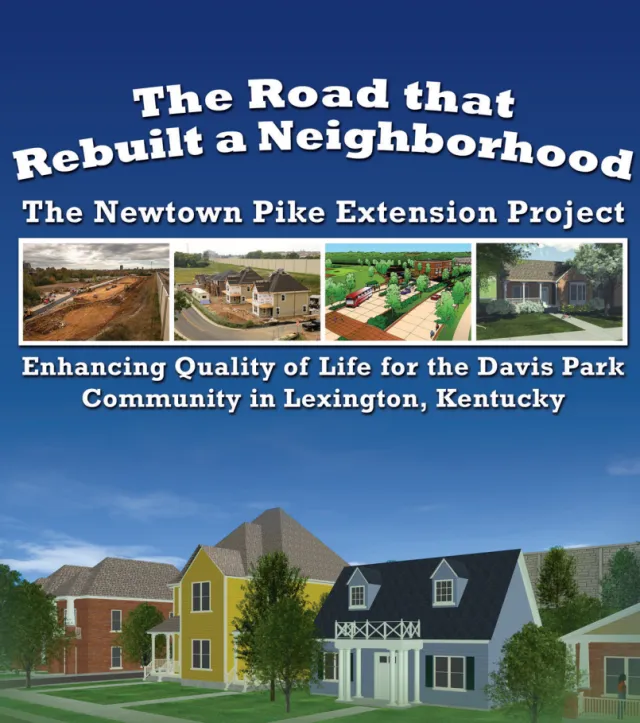 The Road that
Rebuilt a Neighborhood
The Newtown Pike Extension Project
Enhancing Quality of Life for the Davis Park
Community in Lexington, Kentucky